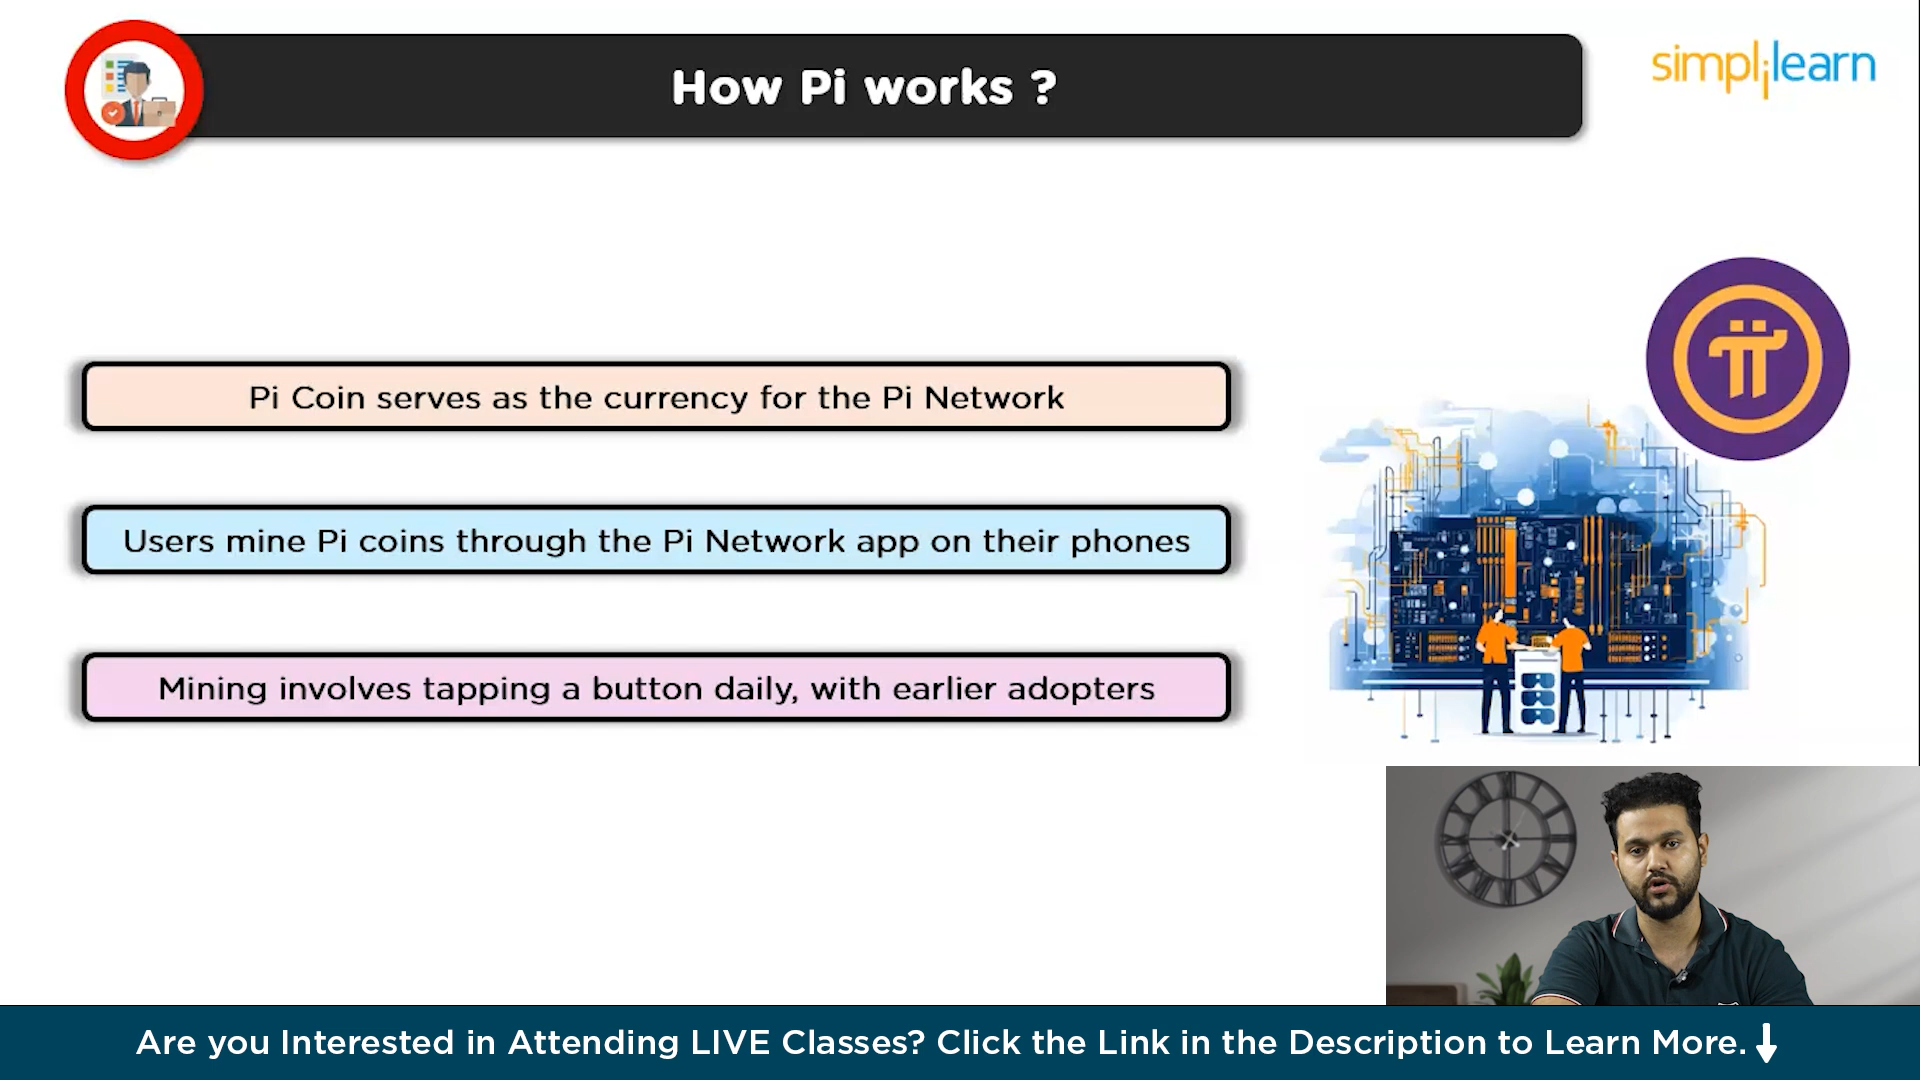 How Pi works ?
simplilearn
Pi Coin serves as the currency for the Pi Network
Users mine Pi coins through the Pi Network app on their phones
Mining involves tapping a button daily, with earlier adopters
Are you Interested in Attending LIVE Classes? Click the Link in the Description to Learn More.